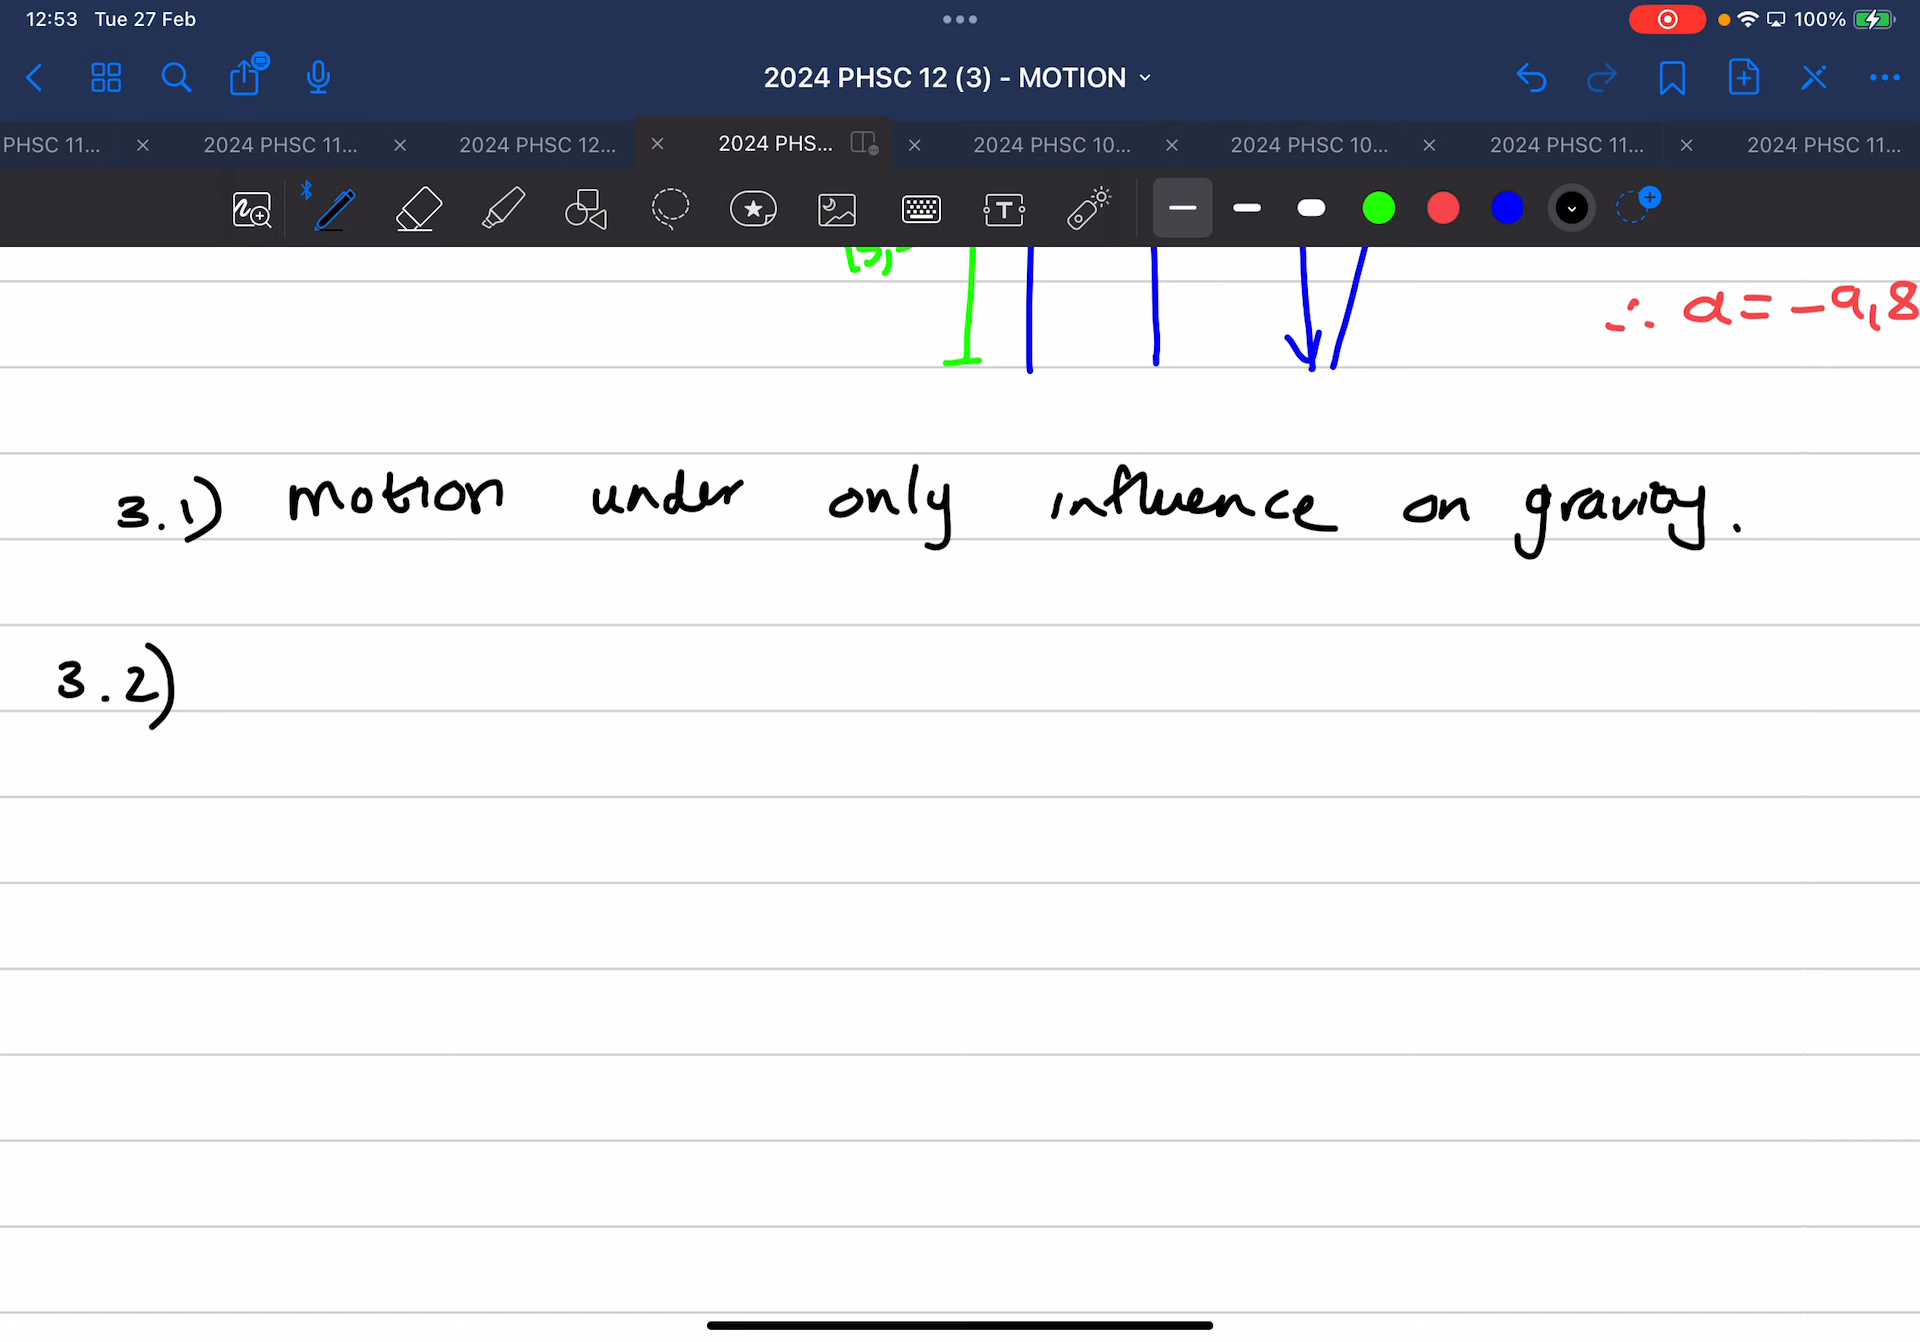 12:53 Tue 27 Feb
100%
2024 PHSC 12 (3) - MOTION
PHSC 11... 2024 PHSC 11... 2024 PHSC 12... 2024 PHS... 2024 PHSC 10... 2024 PHSC 10... 2024 PHSC 11... 2024 PHSC 11...
∴ a = -9,8
3.1) motion under only influence on gravity.
3.2)